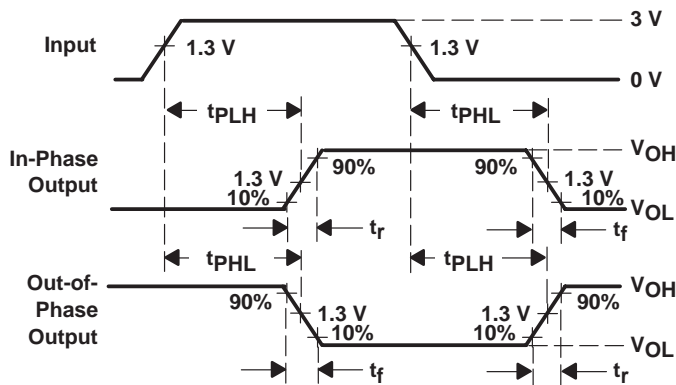 3 V
Input
1.3 V
1.3 V
0 V
tPLH
tPHL
In-Phase
Output
VOH
90%
90%
1.3 V
1.3 V
10%
10%
VOL
tr
tf
tPHL
tPLH
Out-of-
Phase
Output
VOH
90%
90%
1.3 V
1.3 V
10%
10%
VOL
tf
tr